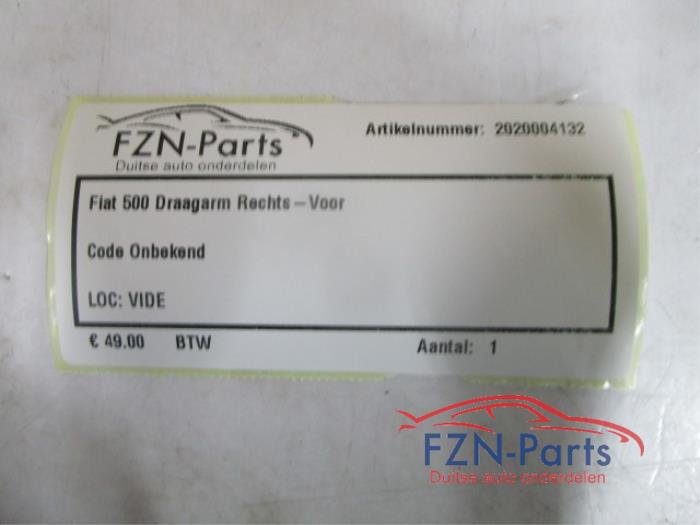 FZN-Parts
Duitse auto onderdelen
Artikelnummer: 2020004132
Fiat 500 Draagarm Rechts-Voor
Code Onbekend
LOC: VIDE
€ 49.00 BTW
Aantal: 1
FZN-Parts
Duitse auto onderdelen